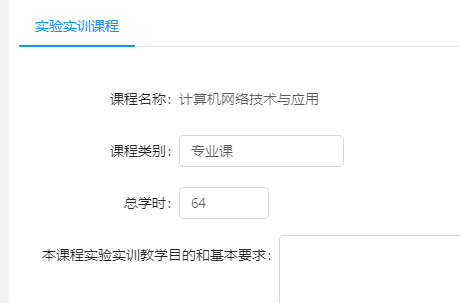 实验实训课程
课程名称：计算机网络技术与应用
课程类别：专业课
总学时：64
本课程实验实训教学目的和基本要求：